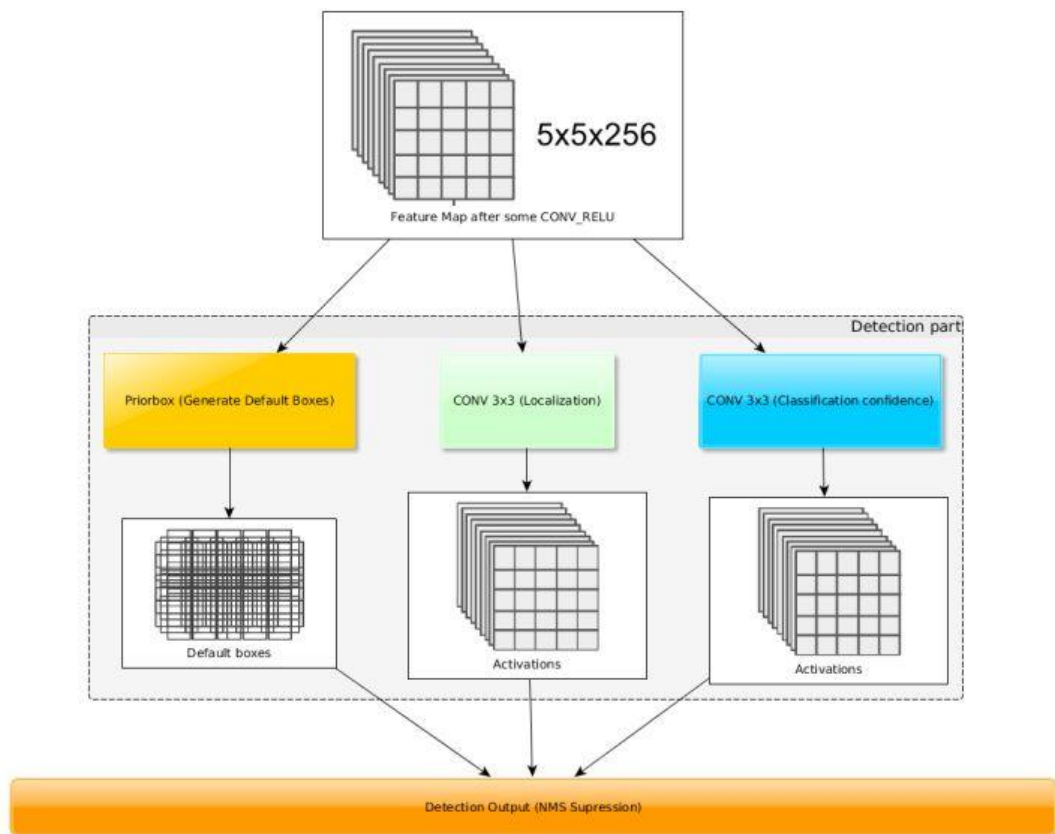 5x5x256
Feature Map after some CONV_RELU
Detection part
Priorbox (Generate Default Boxes)
CONV 3x3 (Localization)
CONV 3x3 (Classification confidence)
Default boxes
Activations
Activations
Detection Output (NMS Supression)